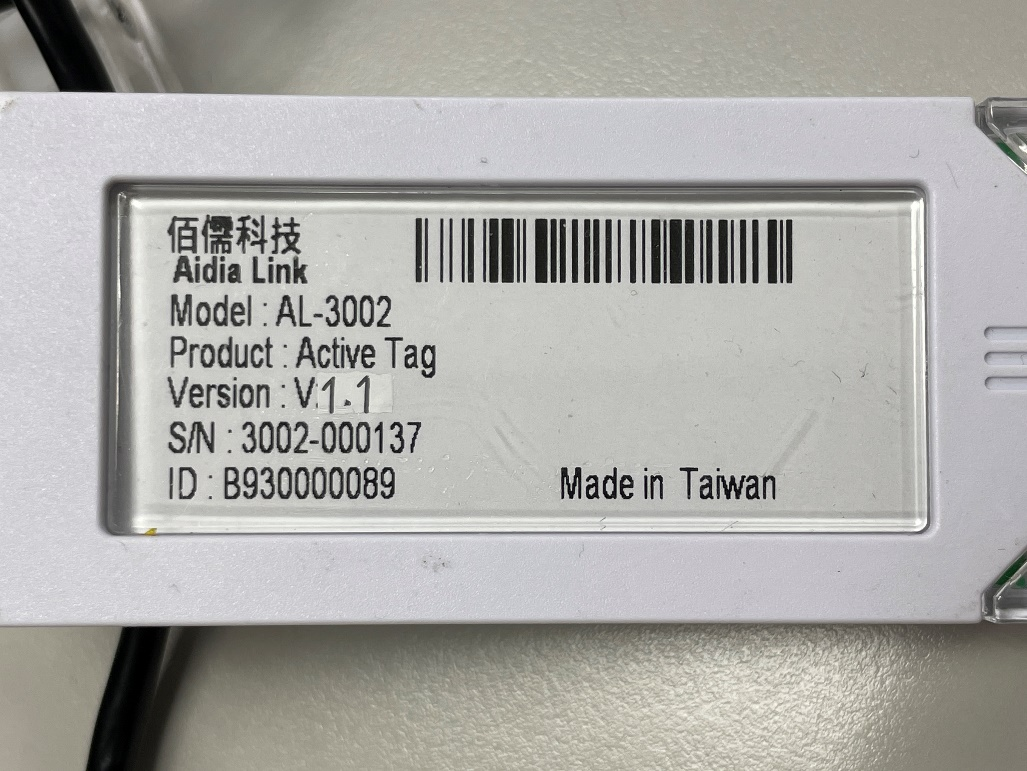 佰儒科技
Aidia Link
Model : AL-3002
Product : Active Tag
Version : V1.1
S/N : 3002-000137
ID : B930000089
Made in Taiwan